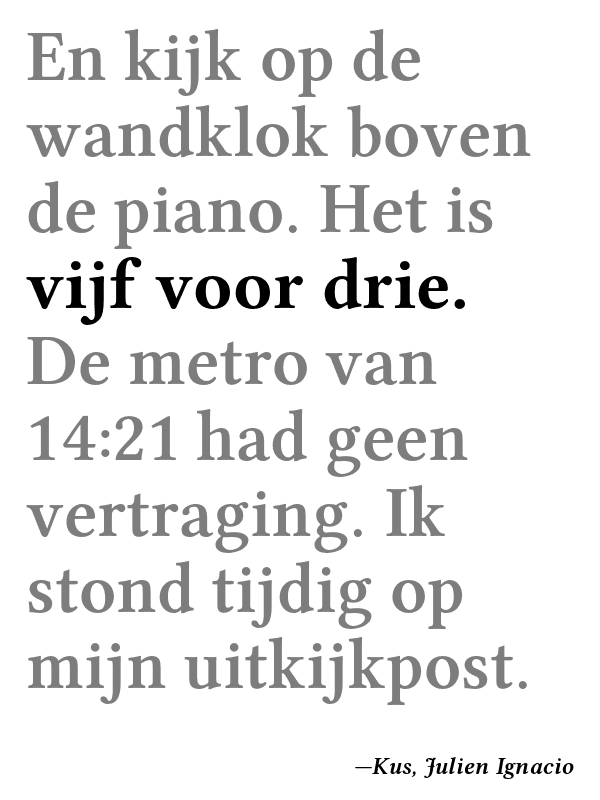 En kijk op de
wandklok boven
de piano. Het is
vijf voor drie.
De metro van
14:21 had geen
vertraging. Ik
stond tijdig op
mijn uitkijkpost.
—Kus, Julien Ignacio